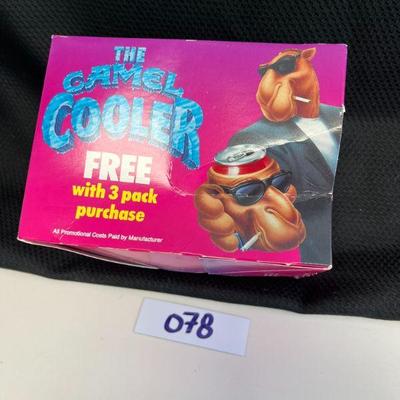 THE
CAMEL
COOLER
FREE
with 3 pack
purchase
All Promotional Costs Paid by Manufacturer
078